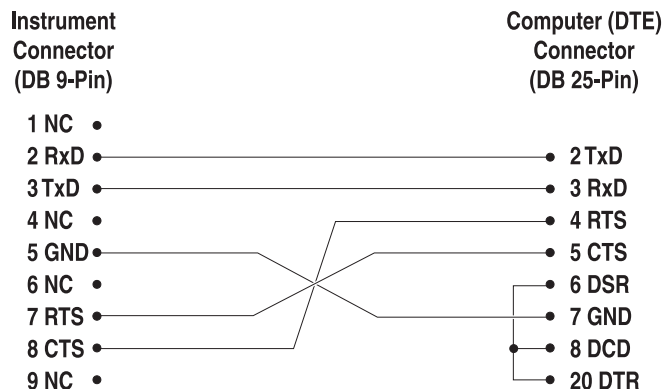 Instrument
Connector
(DB 9-Pin)
1 NC
2 RxD
3 TxD
4 NC
5 GND
6 NC
7 RTS
8 CTS
9 NC
Computer (DTE)
Connector
(DB 25-Pin)
2 TxD
3 RxD
4 RTS
5 CTS
6 DSR
7 GND
8 DCD
20 DTR